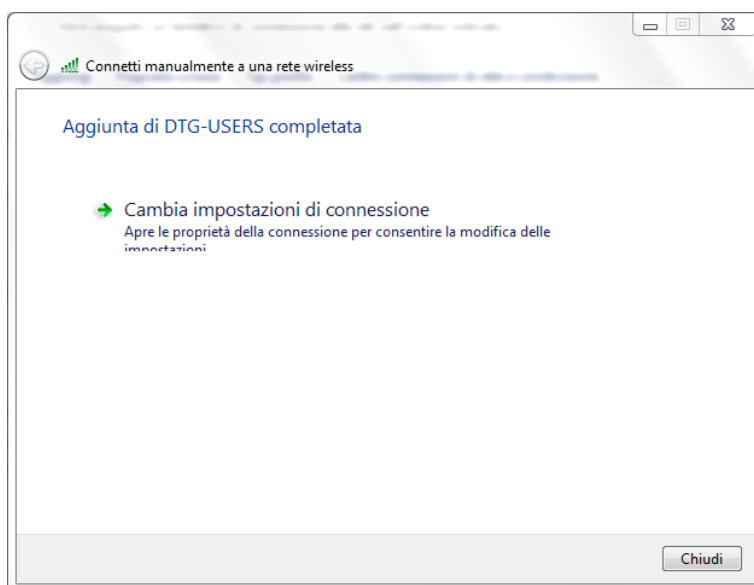 Connetti manualmente a una rete wireless
Aggiunta di DTG-USERS completata
Cambia impostazioni di connessione
Apre le proprietà della connessione per consentire la modifica delle
impostazioni
Chiudi